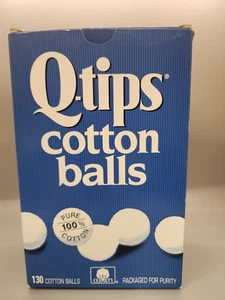 Q-tips®
cotton
balls
PURE
100%
COTTON
130 COTTON BALLS
PACKAGED FOR PURITY